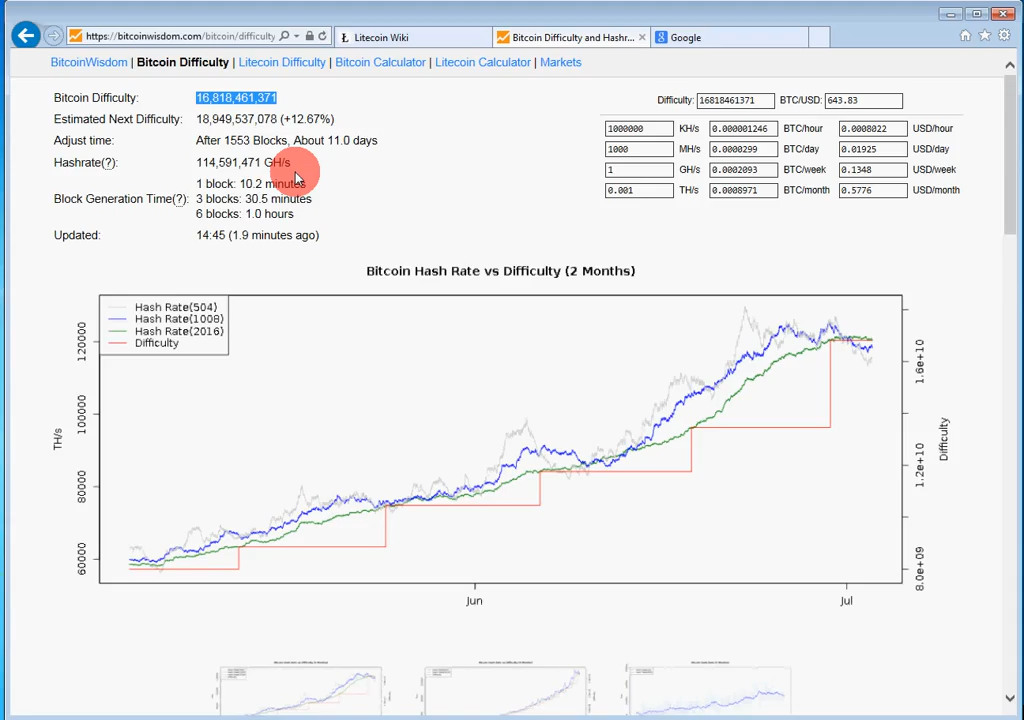 https://bitcoinwisdom.com/bitcoin/difficulty
Litecoin Wiki
Bitcoin Difficulty and Hashr...
Google
BitcoinWisdom | Bitcoin Difficulty | Litecoin Difficulty | Bitcoin Calculator | Litecoin Calculator | Markets
Bitcoin Difficulty: 16,818,461,371
Estimated Next Difficulty: 18,949,537,078 (+12.67%)
Adjust time: After 1553 Blocks, About 11.0 days
Hashrate(?): 114,591,471 GH/s
Block Generation Time(?): 1 block: 10.2 minutes
3 blocks: 30.5 minutes
6 blocks: 1.0 hours
Updated: 14:45 (1.9 minutes ago)
Difficulty: 16818461371 BTC/USD: 643.83
1000000 KH/s 0.000001246 BTC/hour 0.0008022 USD/hour
1000 MH/s 0.0000299 BTC/day 0.01925 USD/day
1 GH/s 0.0002093 BTC/week 0.1348 USD/week
0.001 TH/s 0.0008971 BTC/month 0.5776 USD/month
Bitcoin Hash Rate vs Difficulty (2 Months)
Hash Rate(504)
Hash Rate(1008)
Hash Rate(2016)
Difficulty
TH/s
120000
100000
80000
60000
1.6e+10
1.2e+10
8.0e+09
Difficulty
Jun
Jul